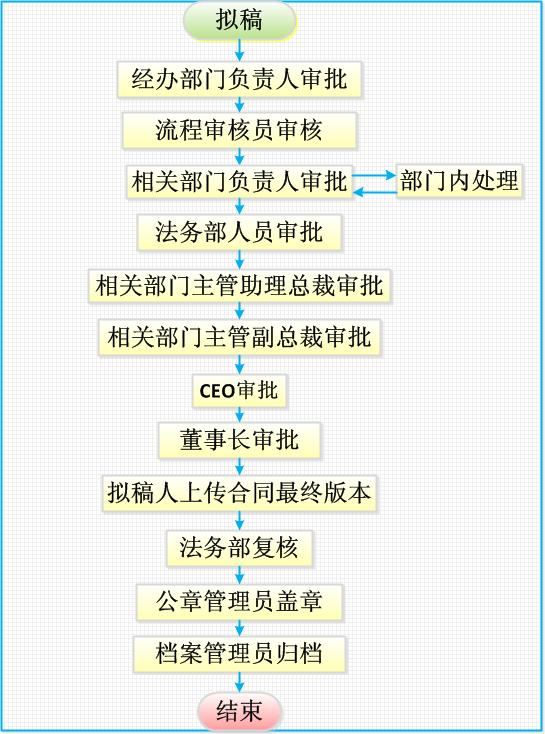 拟稿
经办部门负责人审批
流程审核员审核
相关部门负责人审批
部门内处理
法务部人员审批
相关部门主管助理总裁审批
相关部门主管副总裁审批
CEO审批
董事长审批
拟稿人上传合同最终版本
法务部复核
公章管理员盖章
档案管理员归档
结束